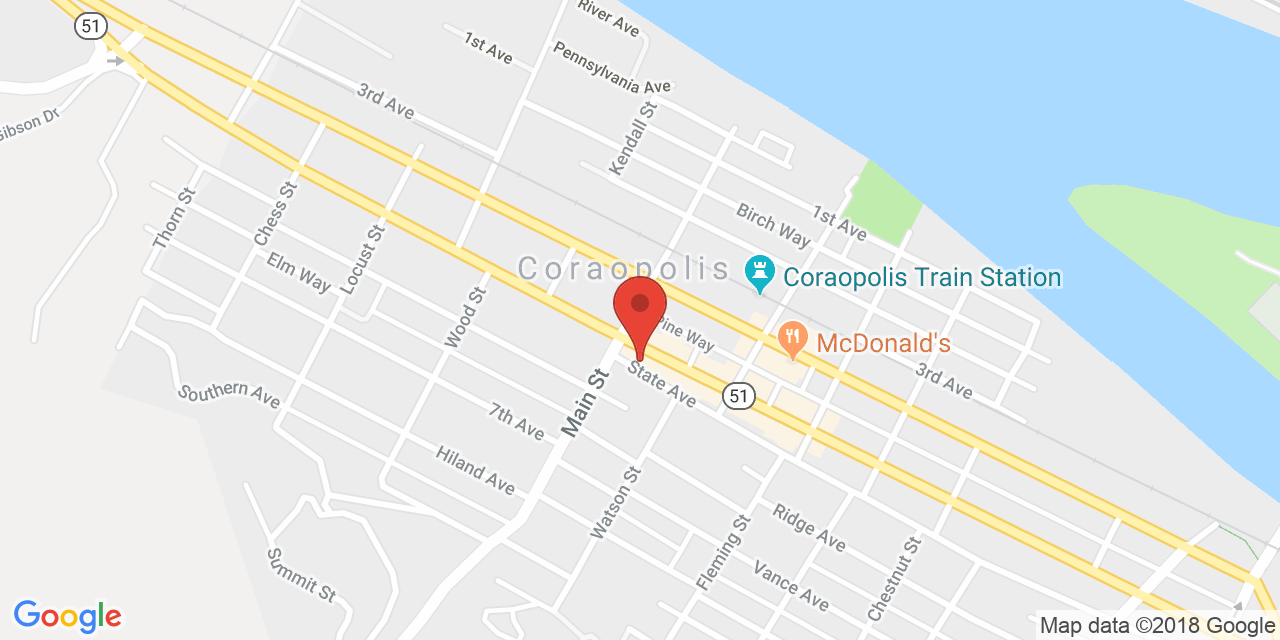 51
River Ave
1st Ave
Pennsylvania Ave
3rd Ave
Gibson Dr
Kendall St
Thorn St
Chess St
Locust St
Elm Way
Birch Way
1st Ave
Coraopolis
Coraopolis Train Station
Wood St
Pine Way
McDonald's
State Ave
3rd Ave
51
Southern Ave
Main St
7th Ave
Hiland Ave
Watson St
Ridge Ave
Fleming St
Vance Ave
Chestnut St
Summit St
Google
Map data ©2018 Google